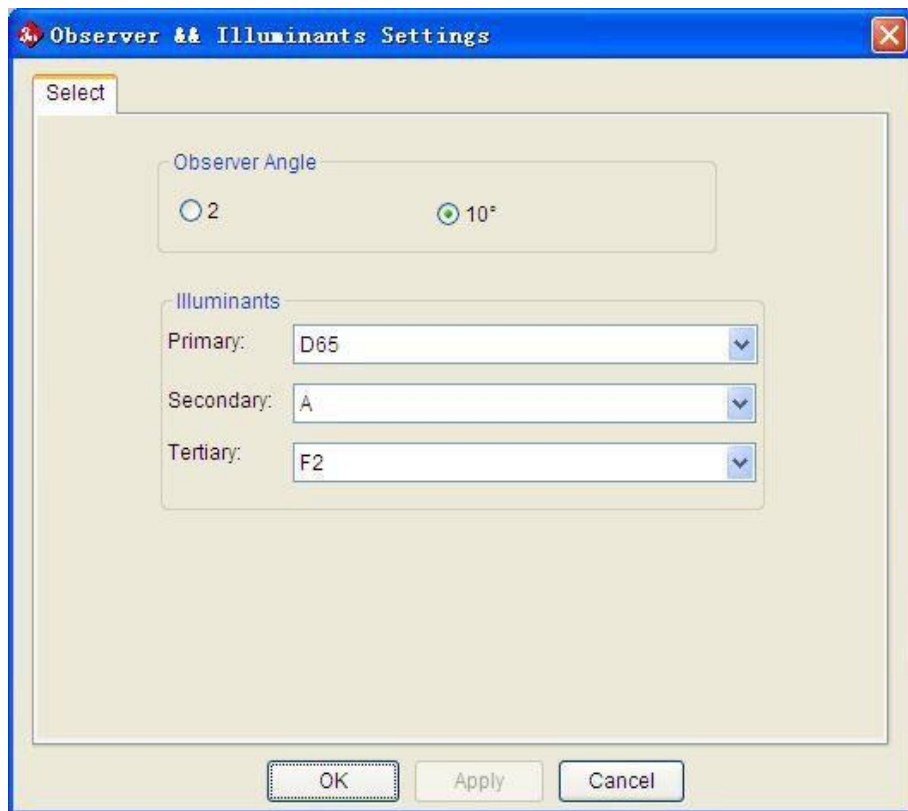 Observer && Illuminants Settings
Select
Observer Angle
2 10°
Illuminants
Primary: D65
Secondary: A
Tertiary: F2
OK Apply Cancel